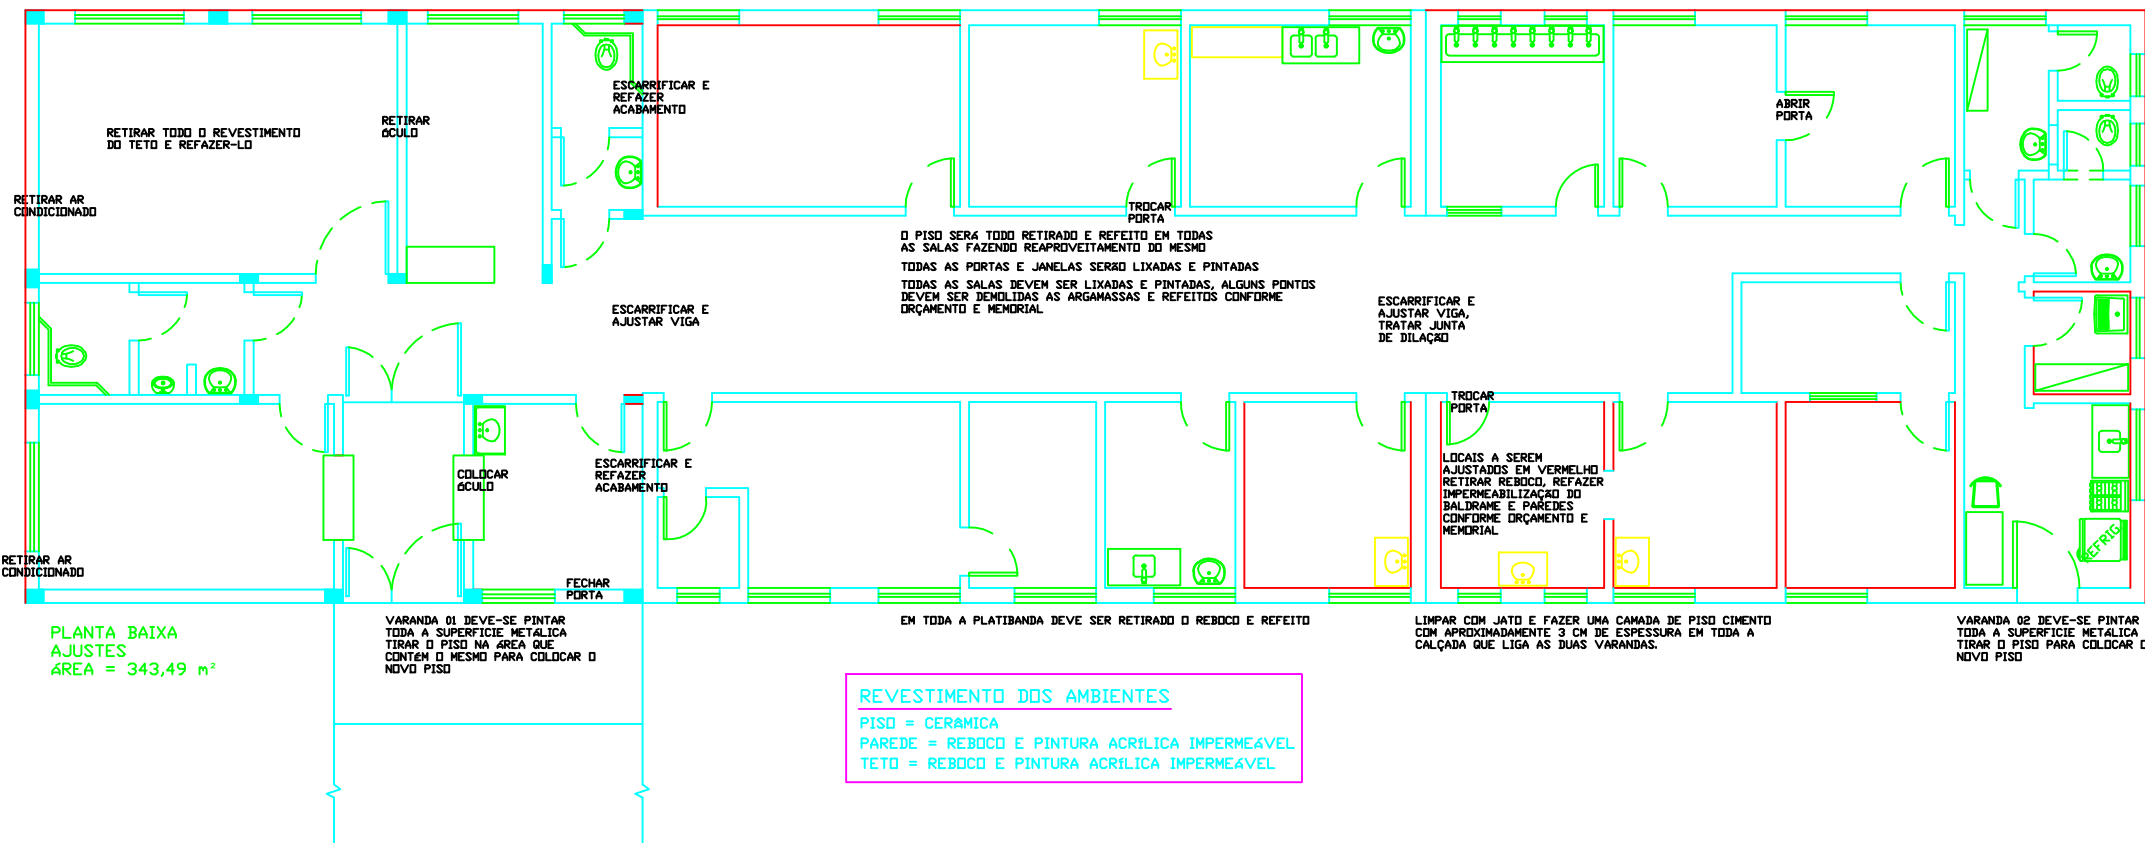 ESCARRIFICAR E
REFAZER
ACABAMENTO
RETIRAR TODO O REVESTIMENTO
DO TETO E REFAZER-LO
RETIRAR
ÓCULO
ABRIR
PORTA
RETIRAR AR
CONDICIONADO
TROCAR
PORTA
O PISO SERÁ TODO RETIRADO E REFEITO EM TODAS
AS SALAS FAZENDO REAPROVEITAMENTO DO MESMO
TODAS AS PORTAS E JANELAS SERÃO LIXADAS E PINTADAS
TODAS AS SALAS DEVEM SER LIXADAS E PINTADAS, ALGUNS PONTOS
DEVEM SER DEMOLIDAS AS ARGAMASSAS E REFEITOS CONFORME
ORÇAMENTO E MEMORIAL
ESCARRIFICAR E
AJUSTAR VIGA
ESCARRIFICAR E
AJUSTAR VIGA,
TRATAR JUNTA
DE DILAÇÃO
TROCAR
PORTA
COLOCAR
ÓCULO
ESCARRIFICAR E
REFAZER
ACABAMENTO
LOCAIS A SEREM
AJUSTADOS EM VERMELHO
RETIRAR REBOCO, REFAZER
IMPERMEABILIZAÇÃO DO
BALDRAME E PAREDES
CONFORME ORÇAMENTO E
MEMORIAL
REFRIG.
RETIRAR AR
CONDICIONADO
FECHAR
PORTA
PLANTA BAIXA
AJUSTES
ÁREA = 343,49 m²
VARANDA 01 DEVE-SE PINTAR
TODA A SUPERFICIE METÁLICA
TIRAR O PISO NA ÁREA QUE
CONTÉM O MESMO PARA COLOCAR O
NOVO PISO
EM TODA A PLATIBANDA DEVE SER RETIRADO O REBOCO E REFEITO
LIMPAR COM JATO E FAZER UMA CAMADA DE PISO CIMENTO
COM APROXIMADAMENTE 3 CM DE ESPESSURA EM TODA A
CALÇADA QUE LIGA AS DUAS VARANDAS.
VARANDA 02 DEVE-SE PINTAR
TODA A SUPERFICIE METÁLICA
TIRAR O PISO PARA COLOCAR O
NOVO PISO
REVESTIMENTO DOS AMBIENTES
PISO = CERÂMICA
PAREDE = REBOCO E PINTURA ACRÍLICA IMPERMEÁVEL
TETO = REBOCO E PINTURA ACRÍLICA IMPERMEÁVEL